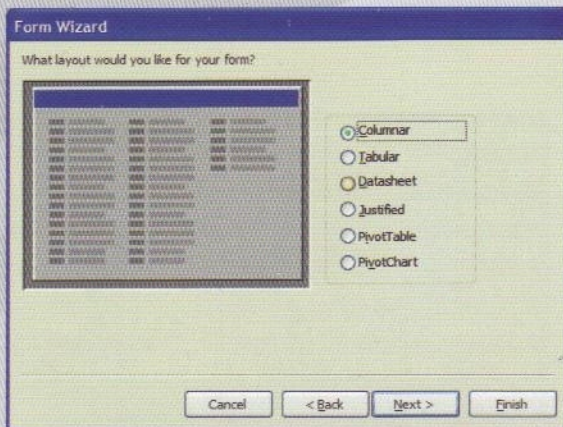 Form Wizard
What layout would you like for your form?
Columnar
Tabular
Datasheet
Justified
PivotTable
PivotChart
Cancel
< Back
Next >
Finish